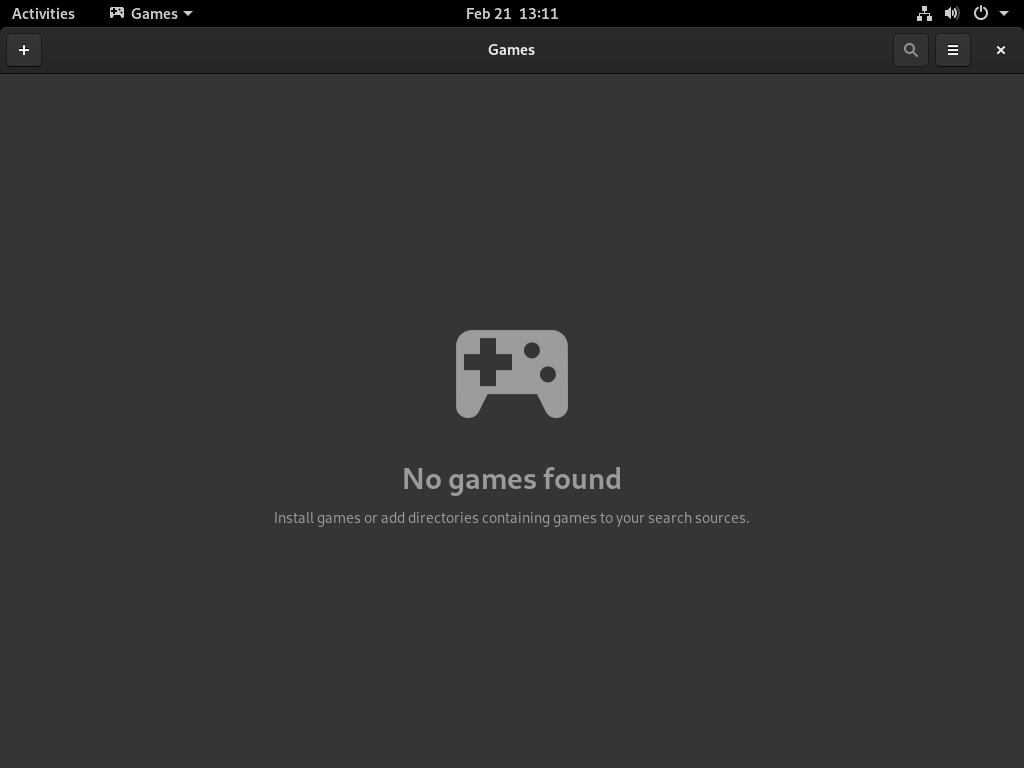 Activities Games Feb 21 13:11
Games
No games found
Install games or add directories containing games to your search sources.